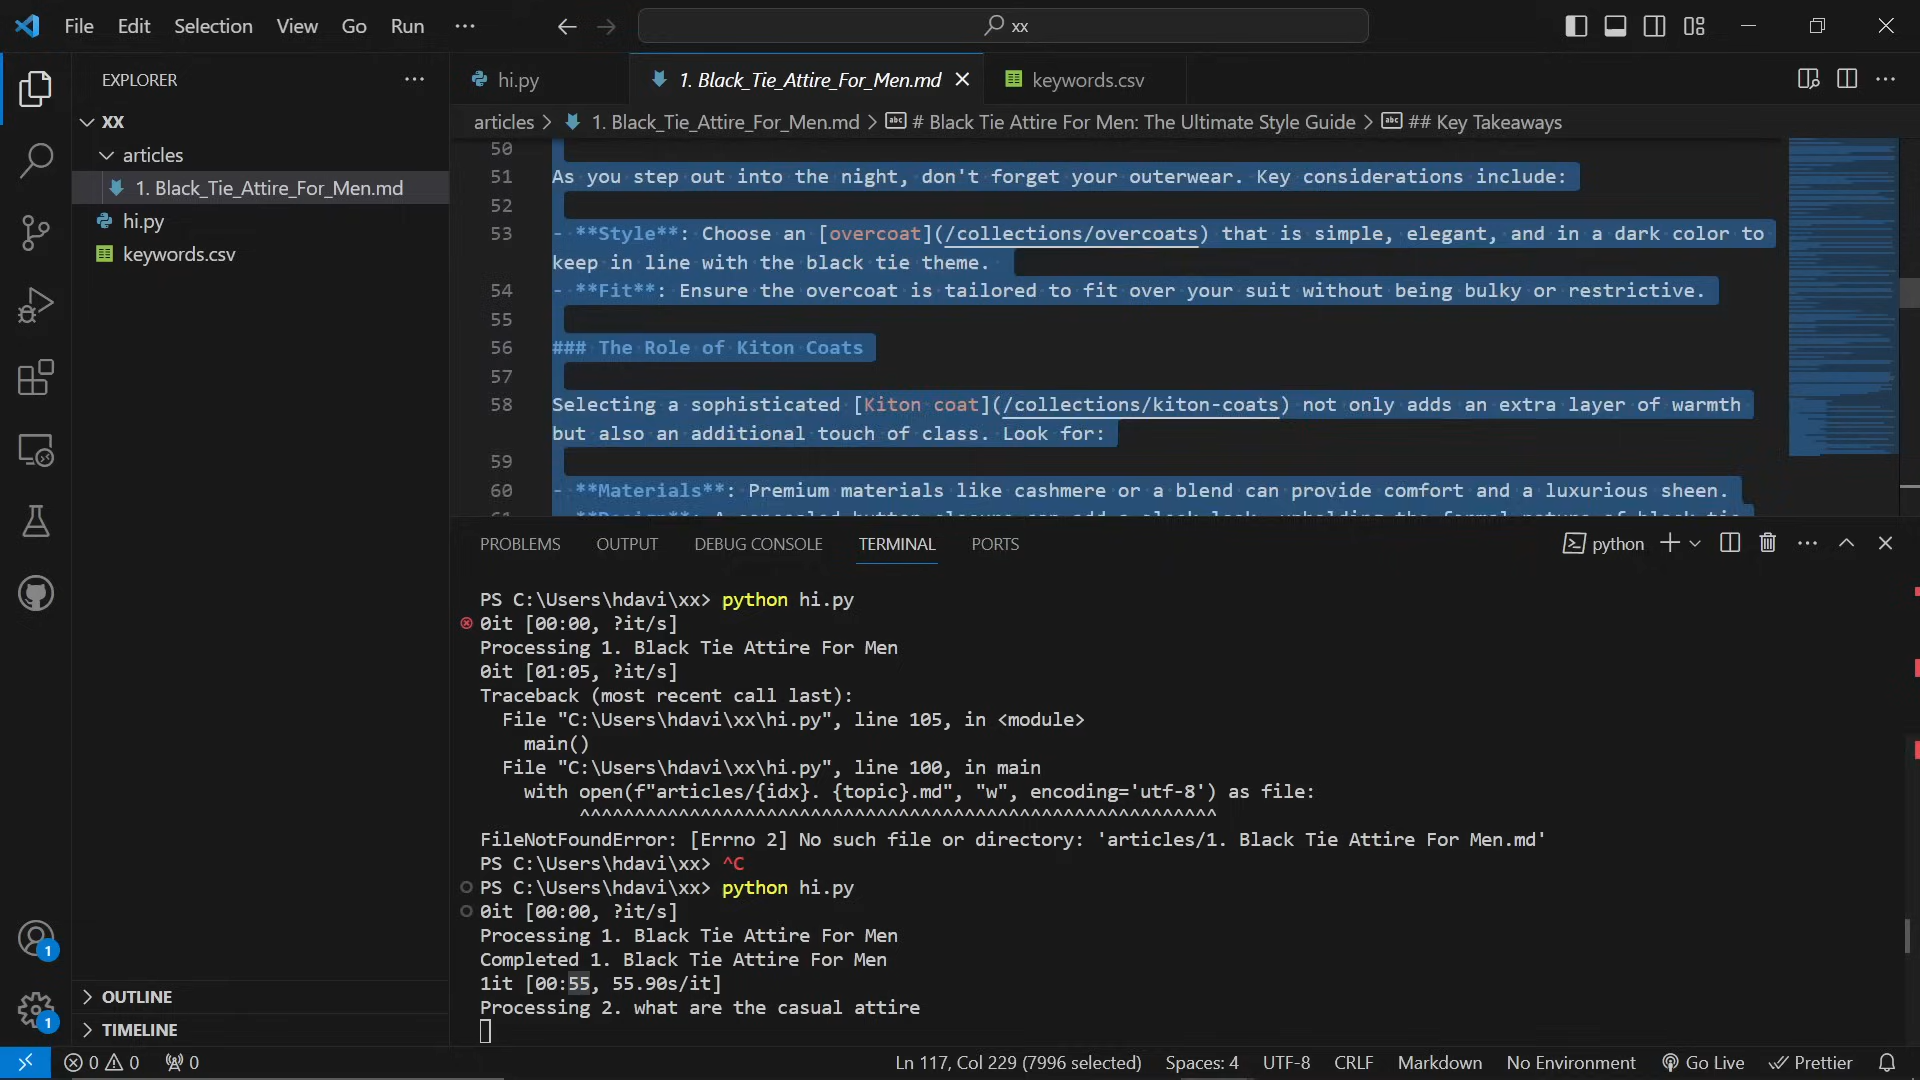 File Edit Selection View Go Run ··· xx
EXPLORER ···
XX
articles
1. Black_Tie_Attire_For_Men.md
hi.py
keywords.csv
OUTLINE
TIMELINE
hi.py 1. Black_Tie_Attire_For_Men.md keywords.csv ···
articles > 1. Black_Tie_Attire_For_Men.md > abc # Black Tie Attire For Men: The Ultimate Style Guide > abc ## Key Takeaways
50
51 As you step out into the night, don't forget your outerwear. Key considerations include:
52
53 - **Style**: Choose an [overcoat](/collections/overcoats) that is simple, elegant, and in a dark color to
keep in line with the black tie theme.
54 - **Fit**: Ensure the overcoat is tailored to fit over your suit without being bulky or restrictive.
55
56 ### The Role of Kiton Coats
57
58 Selecting a sophisticated [Kiton coat](/collections/kiton-coats) not only adds an extra layer of warmth
but also an additional touch of class. Look for:
59
60 - **Materials**: Premium materials like cashmere or a blend can provide comfort and a luxurious sheen.
PROBLEMS OUTPUT DEBUG CONSOLE TERMINAL PORTS python ···
PS C:\Users\hdavi\xx> python hi.py
0it [00:00, ?it/s]
Processing 1. Black Tie Attire For Men
0it [01:05, ?it/s]
Traceback (most recent call last):
File "C:\Users\hdavi\xx\hi.py", line 105, in <module>
main()
File "C:\Users\hdavi\xx\hi.py", line 100, in main
with open(f"articles/{idx}. {topic}.md", "w", encoding='utf-8') as file:
^^^^^^^^^^^^^^^^^^^^^^^^^^^^^^^^^^^^^^^^^^^^^^^^^^^^^^^^^^
FileNotFoundError: [Errno 2] No such file or directory: 'articles/1. Black Tie Attire For Men.md'
PS C:\Users\hdavi\xx> ^C
PS C:\Users\hdavi\xx> python hi.py
0it [00:00, ?it/s]
Processing 1. Black Tie Attire For Men
Completed 1. Black Tie Attire For Men
1it [00:55, 55.90s/it]
Processing 2. what are the casual attire
1
1
0 0 0 Ln 117, Col 229 (7996 selected) Spaces: 4 UTF-8 CRLF Markdown No Environment Go Live Prettier